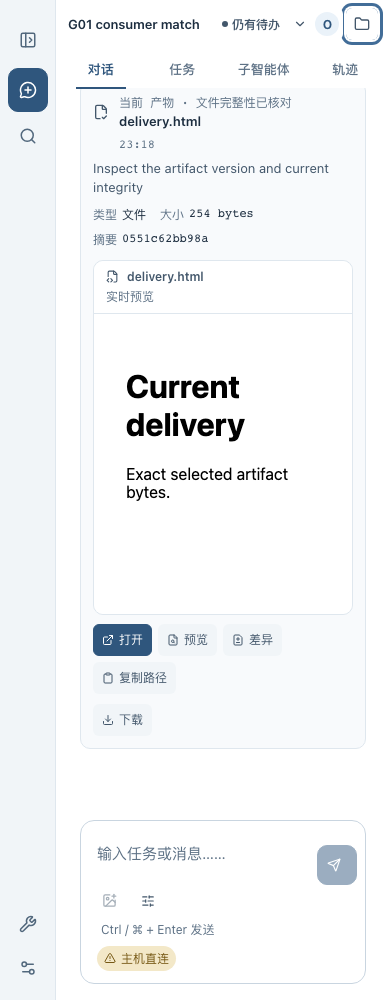 G01 consumer match
仍有待办
O
对话
任务
子智能体
轨迹
当前 产物 · 文件完整性已核对
delivery.html
23:18
Inspect the artifact version and current
integrity
类型 文件 大小 254 bytes
摘要 0551c62bb98a
delivery.html
实时预览
Current
delivery
Exact selected artifact
bytes.
打开
预览
差异
复制路径
下载
输入任务或消息……
Ctrl / ⌘ + Enter 发送
主机直连